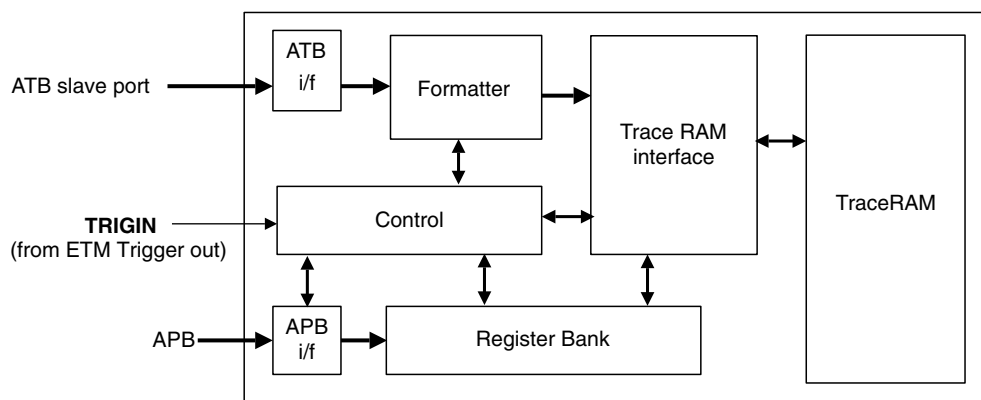 ATB
i/f
ATB slave port
Formatter
Trace RAM
interface
TraceRAM
Control
TRIGIN
(from ETM Trigger out)
APB
APB
i/f
Register Bank